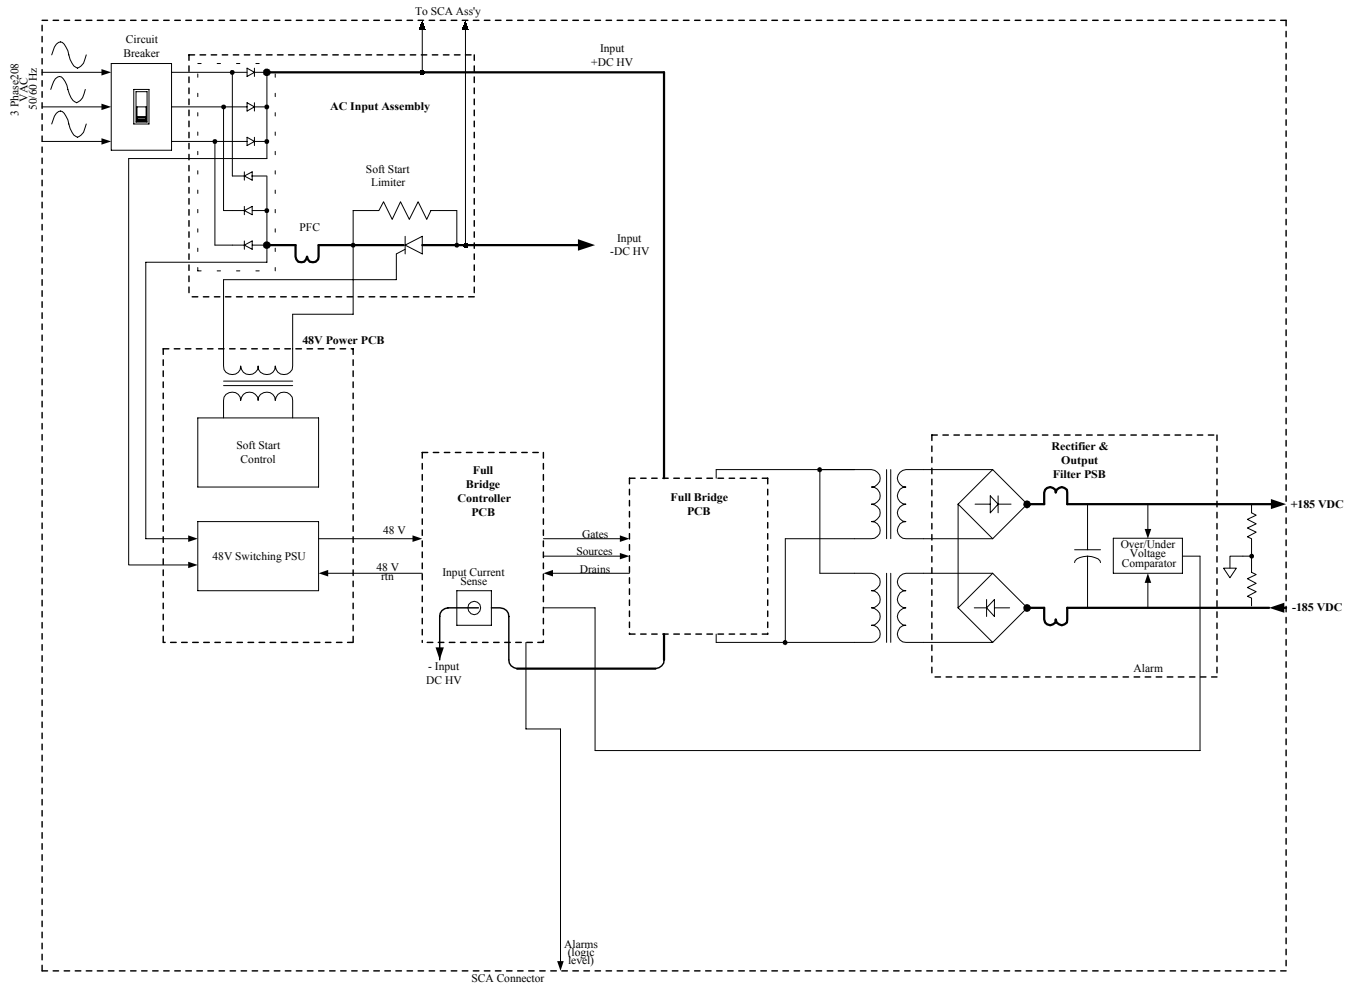 To SCA Ass'y
Circuit
Breaker
3 Phase208
VAC
50/60 Hz
Input
+DC HV
AC Input Assembly
Soft Start
Limiter
PFC
Input
-DC HV
48V Power PCB
Soft Start
Control
48V Switching PSU
48 V
48 V
rtn
Full
Bridge
Controller
PCB
Input Current
Sense
- Input
DC HV
Gates
Sources
Drains
Full Bridge
PCB
Rectifier &
Output
Filter PSB
Over/Under
Voltage
Comparator
Alarm
+185 VDC
-185 VDC
Alarms
(logic
level)
SCA Connector